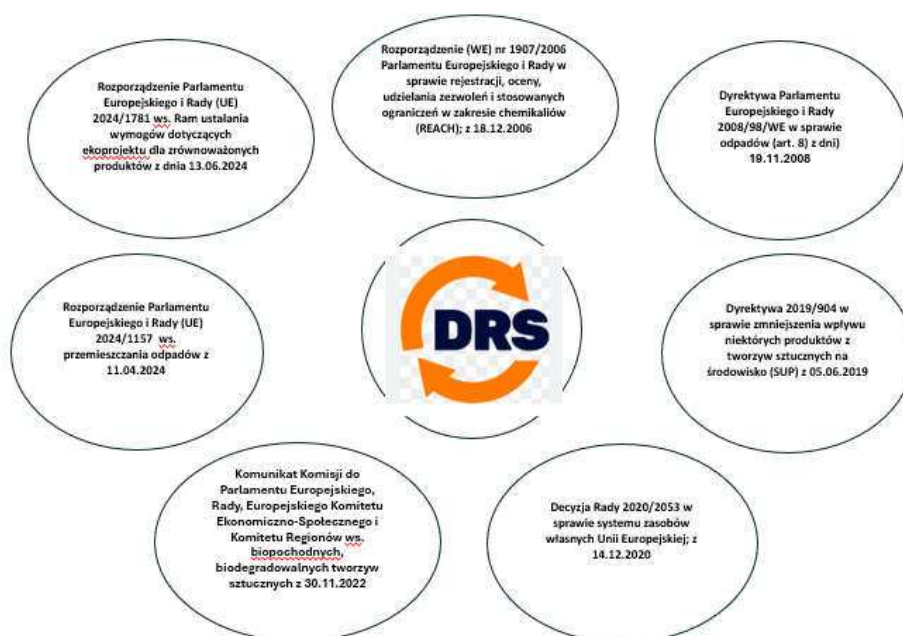 Rozporządzenie Parlamentu
Europejskiego i Rady (UE)
2024/1781 ws. Ram ustalania
wymogów dotyczących
ekoprojektu dla zrównoważonych
produktów z dnia 13.06.2024
Rozporządzenie (WE) nr 1907/2006
Parlamentu Europejskiego i Rady w
sprawie rejestracji, oceny,
udzielania zezwoleń i stosowanych
ograniczeń w zakresie chemikaliów
(REACH); z 18.12.2006
Dyrektywa Parlamentu
Europejskiego i Rady
2008/98/WE w sprawie
odpadów (art. 8) z dni)
19.11.2008
Rozporządzenie Parlamentu
Europejskiego i Rady (UE)
2024/1157 ws.
przemieszczania odpadów z
11.04.2024
DRS
Dyrektywa 2019/904 w
sprawie zmniejszenia wpływu
niektórych produktów z
tworzyw sztucznych na
środowisko (SUP) z 05.06.2019
Komunikat Komisji do
Parlamentu Europejskiego,
Rady, Europejskiego Komitetu
Ekonomiczno-Społecznego i
Komitetu Regionów ws.
biopochodnych,
biodegradowalnych tworzyw
sztucznych z 30.11.2022
Decyzja Rady 2020/2053 w
sprawie systemu zasobów
własnych Unii Europejskiej; z
14.12.2020